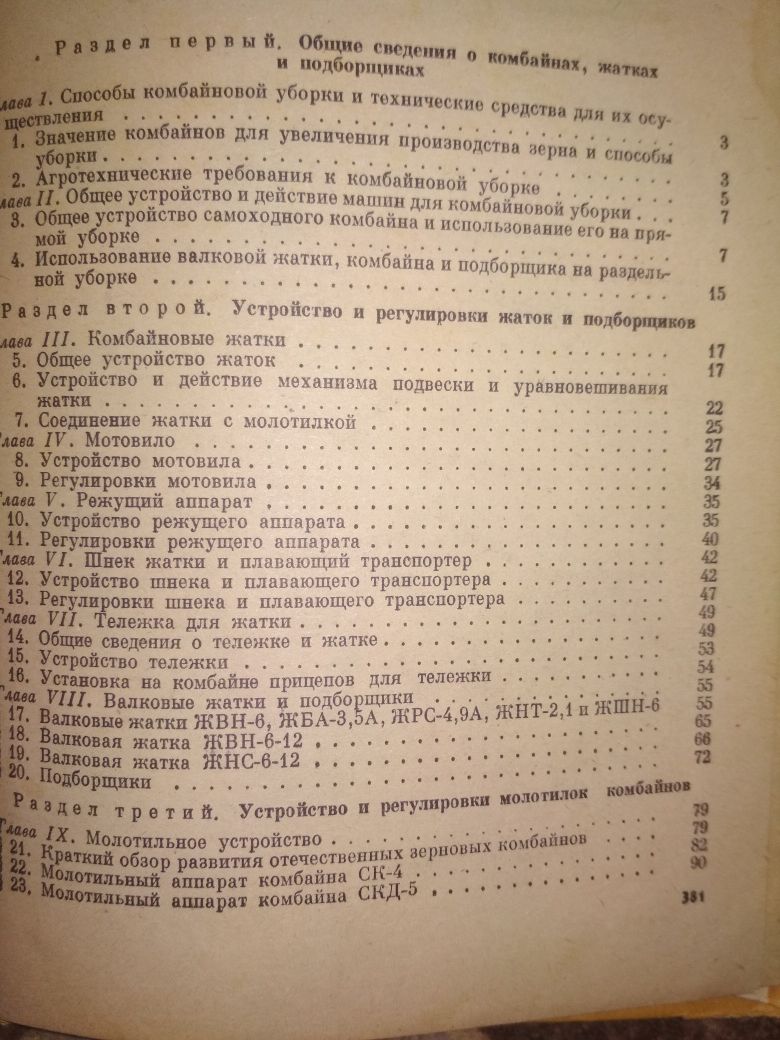 Раздел первый. Общие сведения о комбайнах, жатках
и подборщиках
лава I. Способы комбайновой уборки и технические средства для их осу-
ществления . . . . . . . . . . . . . . . . . . . . 3
1. Значение комбайнов для увеличения производства зерна и способы
уборки . . . . . . . . . . . . . . . . . . . . 3
2. Агротехнические требования к комбайновой уборке . . . . . . 5
лава II. Общее устройство и действие машин для комбайновой уборки . . . 7
3. Общее устройство самоходного комбайна и использование его на пря-
мой уборке . . . . . . . . . . . . . . . . . . . . 7
4. Использование валковой жатки, комбайна и подборщика на раздель-
ной уборке . . . . . . . . . . . . . . . . . . . . 15
Раздел второй. Устройство и регулировки жаток и подборщиков
лава III. Комбайновые жатки . . . . . . . . . . . . . . . 17
5. Общее устройство жаток . . . . . . . . . . . . . . . 17
6. Устройство и действие механизма подвески и уравновешивания
жатки . . . . . . . . . . . . . . . . . . . . 22
7. Соединение жатки с молотилкой . . . . . . . . . . . . 25
Глава IV. Мотовило . . . . . . . . . . . . . . . . . . 27
8. Устройство мотовила . . . . . . . . . . . . . . . . 27
9. Регулировки мотовила . . . . . . . . . . . . . . . 34
Глава V. Режущий аппарат . . . . . . . . . . . . . . . 35
10. Устройство режущего аппарата . . . . . . . . . . . . 35
11. Регулировки режущего аппарата . . . . . . . . . . . . 40
Глава VI. Шнек жатки и плавающий транспортер . . . . . . . 42
12. Устройство шнека и плавающего транспортера . . . . . . . 42
13. Регулировки шнека и плавающего транспортера . . . . . . . 47
Глава VII. Тележка для жатки . . . . . . . . . . . . . . 49
14. Общие сведения о тележке и жатке . . . . . . . . . . . 49
15. Устройство тележки . . . . . . . . . . . . . . . . 53
16. Установка на комбайне прицепов для тележки . . . . . . . 54
Глава VIII. Валковые жатки и подборщики . . . . . . . . . 55
17. Валковые жатки ЖВН-6, ЖБА-3,5А, ЖРС-4,9А, ЖНТ-2,1 и ЖШН-6 55
18. Валковая жатка ЖВН-6-12 . . . . . . . . . . . . . . 65
19. Валковая жатка ЖНС-6-12 . . . . . . . . . . . . . . 66
20. Подборщики . . . . . . . . . . . . . . . . . . . . 72
Раздел третий. Устройство и регулировки молотилок комбайнов
Глава IX. Молотильное устройство . . . . . . . . . . . . . 79
21. Краткий обзор развития отечественных зерновых комбайнов . . . . 79
22. Молотильный аппарат комбайна СК-4 . . . . . . . . . . 82
23. Молотильный аппарат комбайна СКД-5 . . . . . . . . . . 90
381